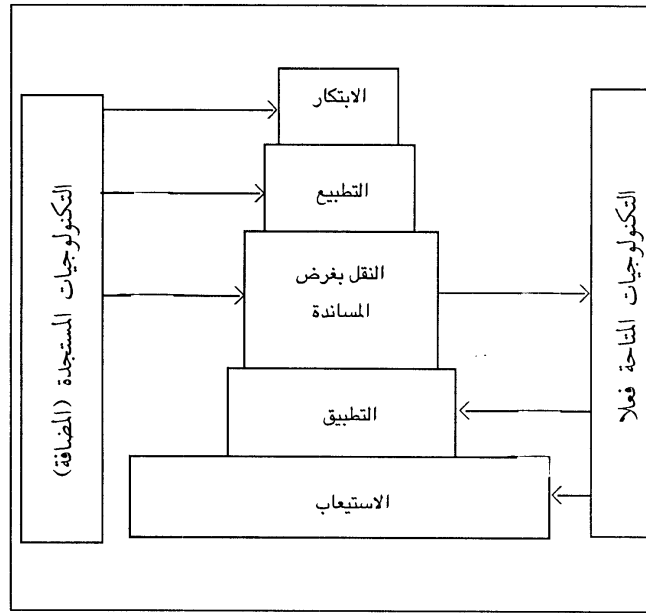 الابتكار
التطبيع
النقل بغرض
المساندة
التطبيق
الاستيعاب
التكنولوجيات المتاحة فعلا
التكنولوجيات المستجدة (المضافة)